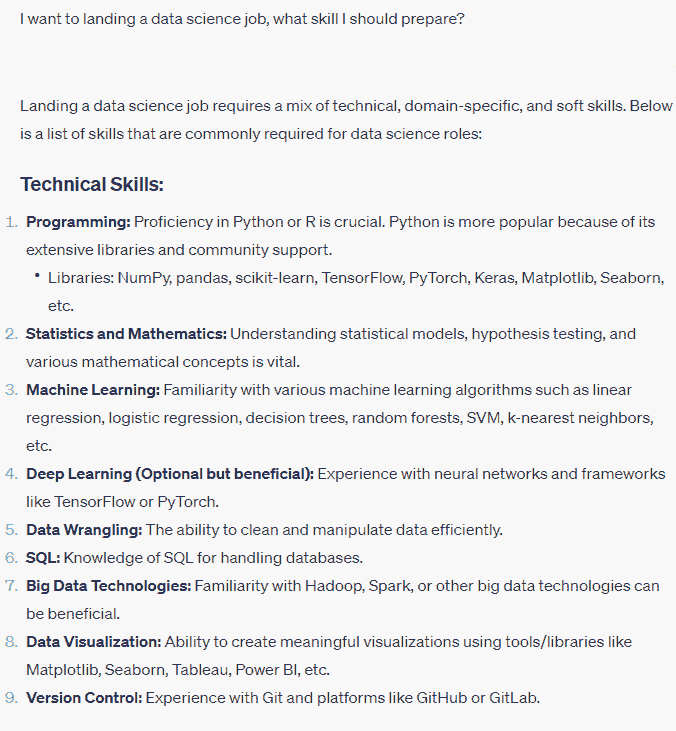 I want to landing a data science job, what skill I should prepare?
Landing a data science job requires a mix of technical, domain-specific, and soft skills. Below
is a list of skills that are commonly required for data science roles:
Technical Skills:
1. Programming: Proficiency in Python or R is crucial. Python is more popular because of its
extensive libraries and community support.
• Libraries: NumPy, pandas, scikit-learn, TensorFlow, PyTorch, Keras, Matplotlib, Seaborn,
etc.
2. Statistics and Mathematics: Understanding statistical models, hypothesis testing, and
various mathematical concepts is vital.
3. Machine Learning: Familiarity with various machine learning algorithms such as linear
regression, logistic regression, decision trees, random forests, SVM, k-nearest neighbors,
etc.
4. Deep Learning (Optional but beneficial): Experience with neural networks and frameworks
like TensorFlow or PyTorch.
5. Data Wrangling: The ability to clean and manipulate data efficiently.
6. SQL: Knowledge of SQL for handling databases.
7. Big Data Technologies: Familiarity with Hadoop, Spark, or other big data technologies can
be beneficial.
8. Data Visualization: Ability to create meaningful visualizations using tools/libraries like
Matplotlib, Seaborn, Tableau, Power BI, etc.
9. Version Control: Experience with Git and platforms like GitHub or GitLab.